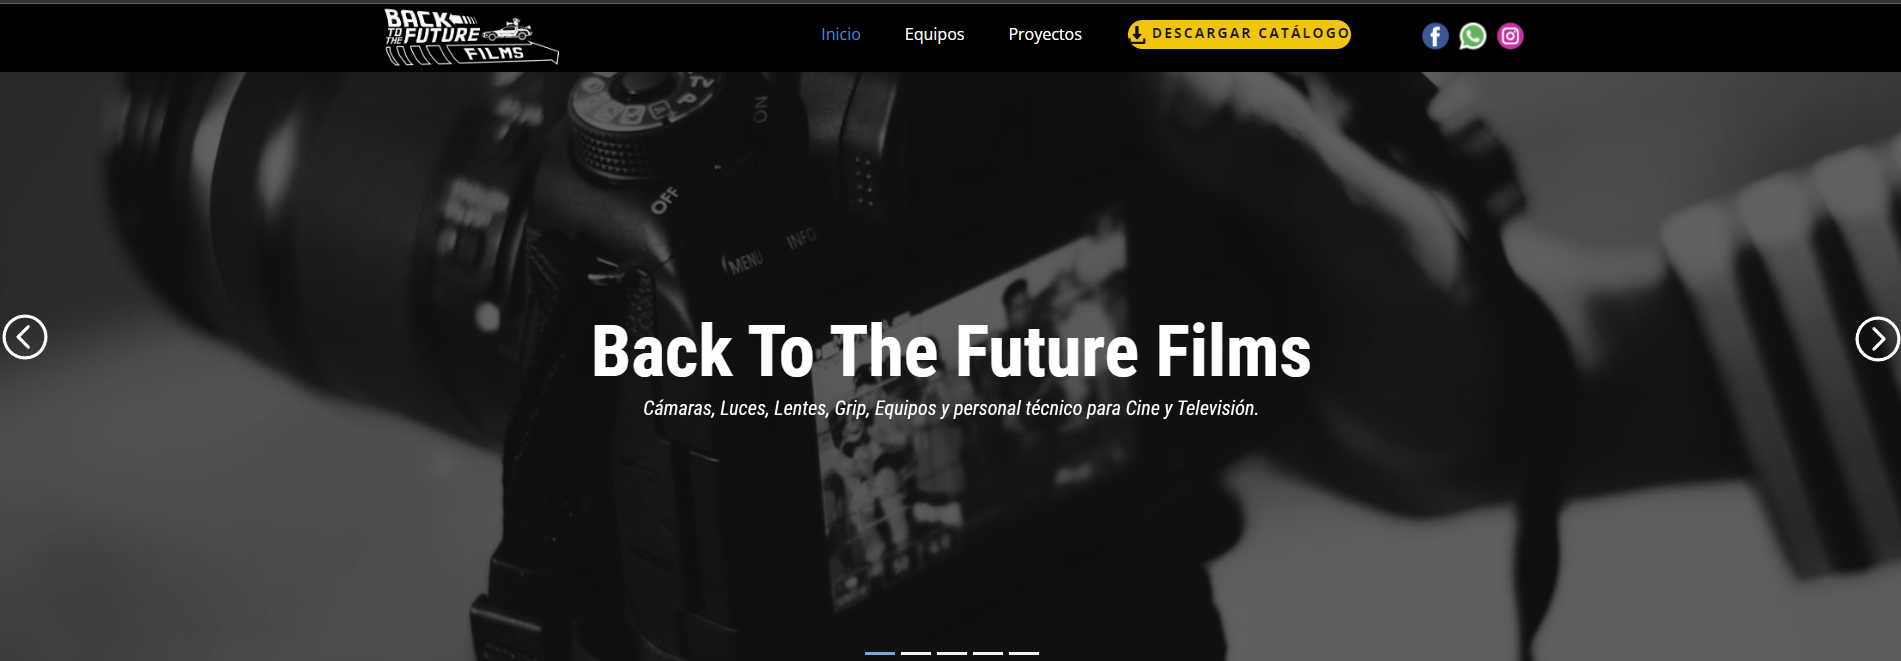 BACK
TO THE FUTURE
FILMS
Inicio
Equipos
Proyectos
DESCARGAR CATÁLOGO
P
ON
OFF
MENU
INFO
Back To The Future Films
Cámaras, Luces, Lentes, Grip, Equipos y personal técnico para Cine y Televisión.